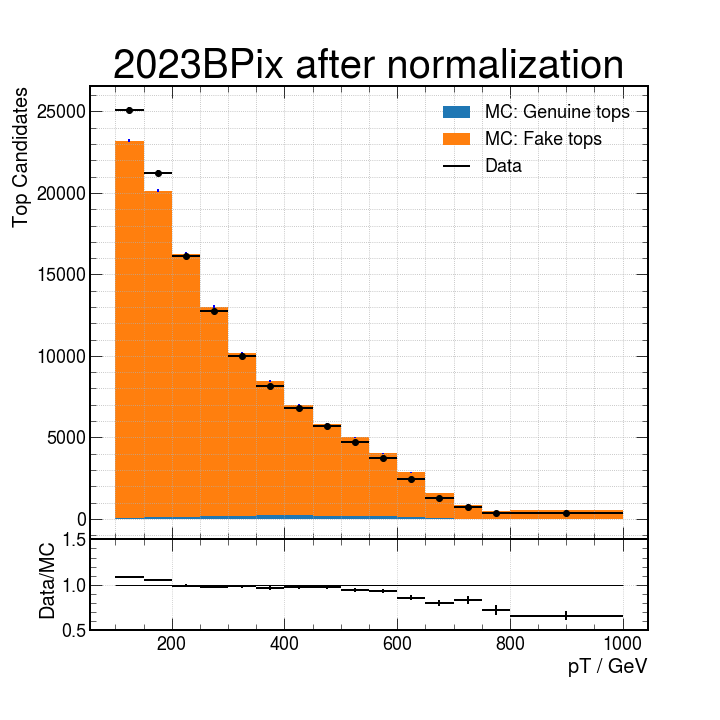 2023BPix after normalization
Top Candidates
25000
20000
15000
10000
5000
0
MC: Genuine tops
MC: Fake tops
Data
Data/MC
1.5
1.0
0.5
200 400 600 800 1000
pT / GeV